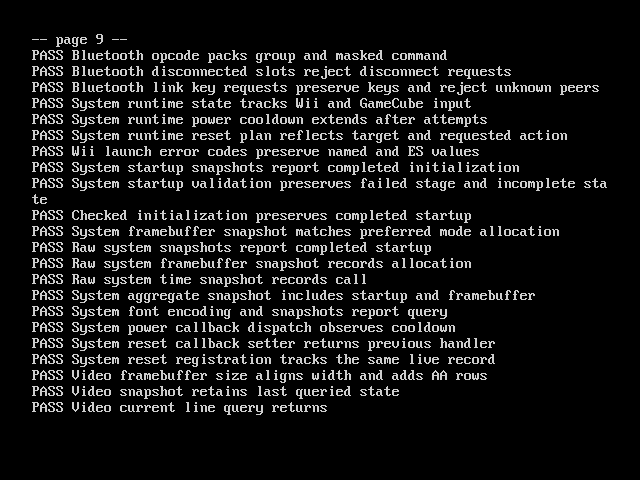 -- page 9 --
PASS Bluetooth opcode packs group and masked command
PASS Bluetooth disconnected slots reject disconnect requests
PASS Bluetooth link key requests preserve keys and reject unknown peers
PASS System runtime state tracks Wii and GameCube input
PASS System runtime power cooldown extends after attempts
PASS System runtime reset plan reflects target and requested action
PASS Wii launch error codes preserve named and ES values
PASS System startup snapshots report completed initialization
PASS System startup validation preserves failed stage and incomplete sta
te
PASS Checked initialization preserves completed startup
PASS System framebuffer snapshot matches preferred mode allocation
PASS Raw system snapshots report completed startup
PASS Raw system framebuffer snapshot records allocation
PASS Raw system time snapshot records call
PASS System aggregate snapshot includes startup and framebuffer
PASS System font encoding and snapshots report query
PASS System power callback dispatch observes cooldown
PASS System reset callback setter returns previous handler
PASS System reset registration tracks the same live record
PASS Video framebuffer size aligns width and adds AA rows
PASS Video snapshot retains last queried state
PASS Video current line query returns